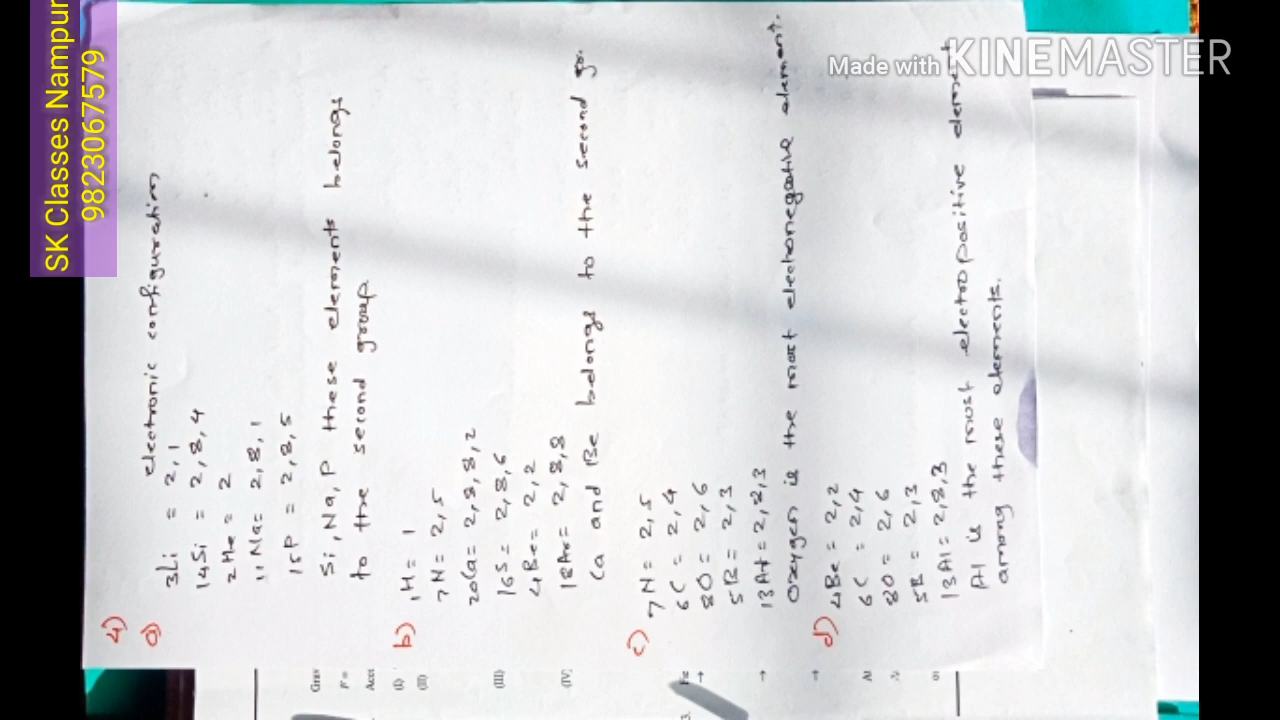 SK Classes Nampur
9823067579
Made with KINEMASTER
4)
a) electronic configuration
3Li = 2,1
14Si = 2,8,4
2He = 2
11Na = 2,8,1
15P = 2,8,5
Si, Na, P these elements belongs
to the second group
b) 1H = 1
7N = 2,5
20Ca = 2,8,8,2
16S = 2,8,6
4Be = 2,2
18Ar = 2,8,8
Ca and Be belongs to the second gr.
c) 7N = 2,5
6C = 2,4
8O = 2,6
5B = 2,3
13Al = 2,8,3
Oxygen is the most electronegative element.
d) 4Be = 2,2
6C = 2,4
8O = 2,6
5B = 2,3
13Al = 2,8,3
Al is the most electropositive element
among these elements.
(I)
(II)
(III)
(IV)
3.